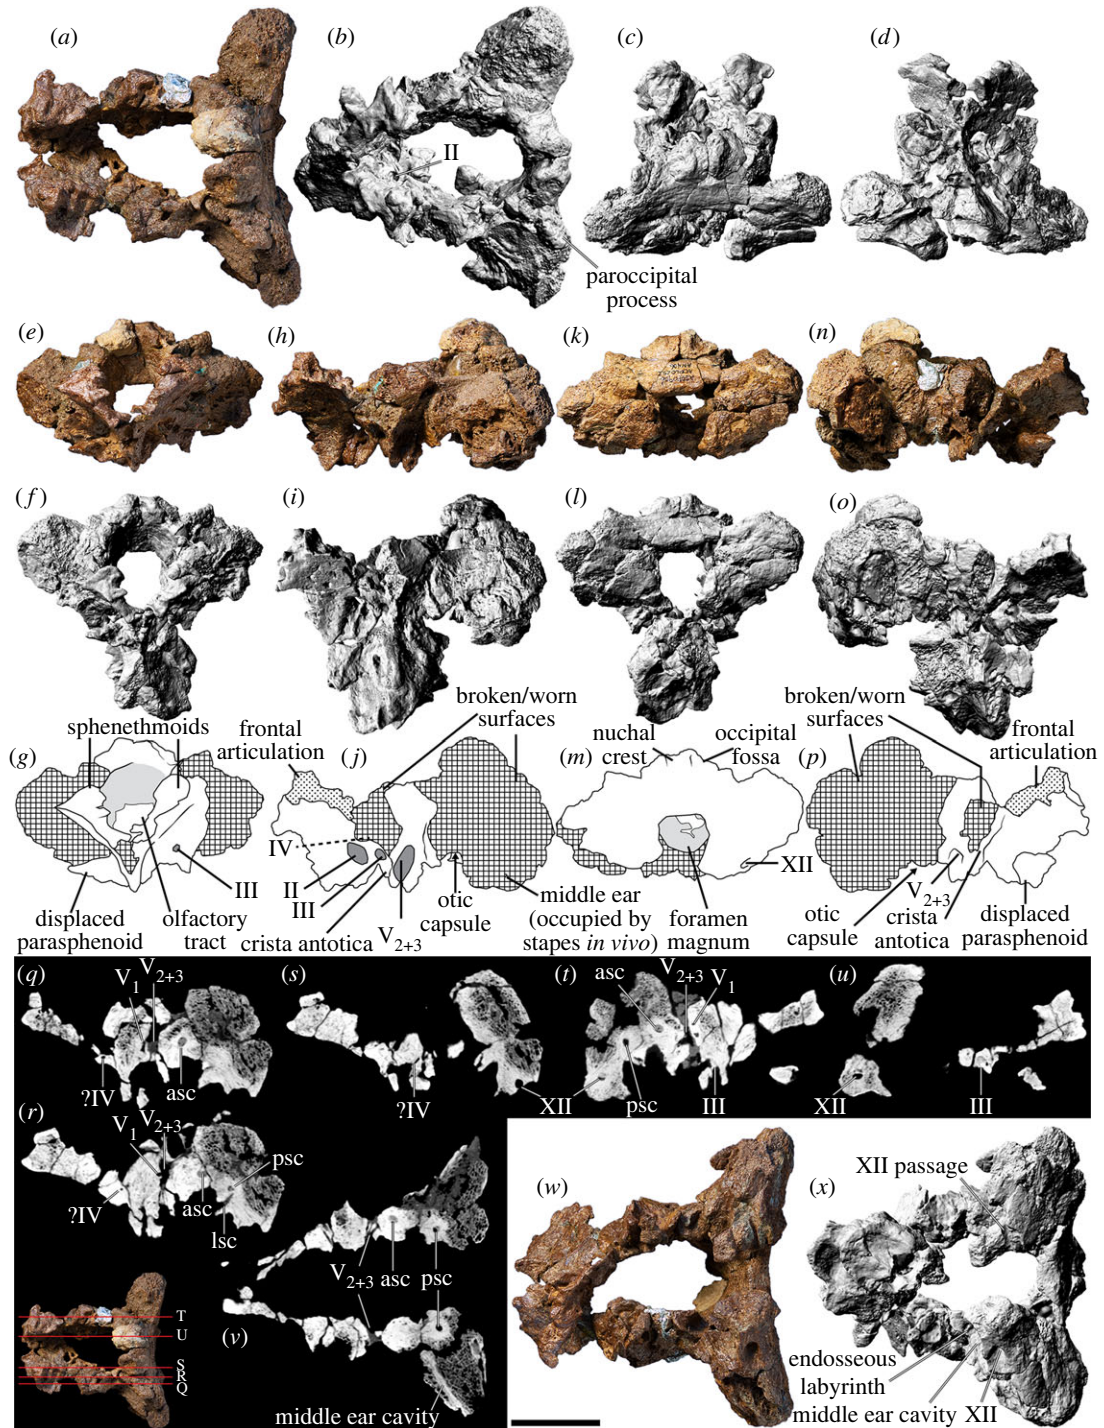 (a)
(b)
(c)
(d)
II
paroccipital
process
(e)
(h)
(k)
(n)
(f)
(i)
(l)
(o)
broken/worn
surfaces
broken/worn
surfaces
sphenethmoids
frontal
articulation
nuchal
crest
occipital
fossa
frontal
articulation
(g)
(j)
(m)
(p)
IV
II
III
III
XII
V2+3
displaced
parasphenoid
olfactory
tract
crista antotica
V2+3
otic
capsule
middle ear
(occupied by
stapes in vivo)
foramen
magnum
otic
capsule
crista
antotica
displaced
parasphenoid
(q)
V1
V2+3
(s)
(t)
asc
V2+3
V1
(u)
?IV
asc
?IV
XII
psc
III
XII
III
(r)
V1
V2+3
psc
?IV
asc
lsc
(w)
XII passage
(x)
V2+3
asc
psc
(v)
T
U
S
R
Q
middle ear cavity
endosseous
labyrinth
middle ear cavity
XII